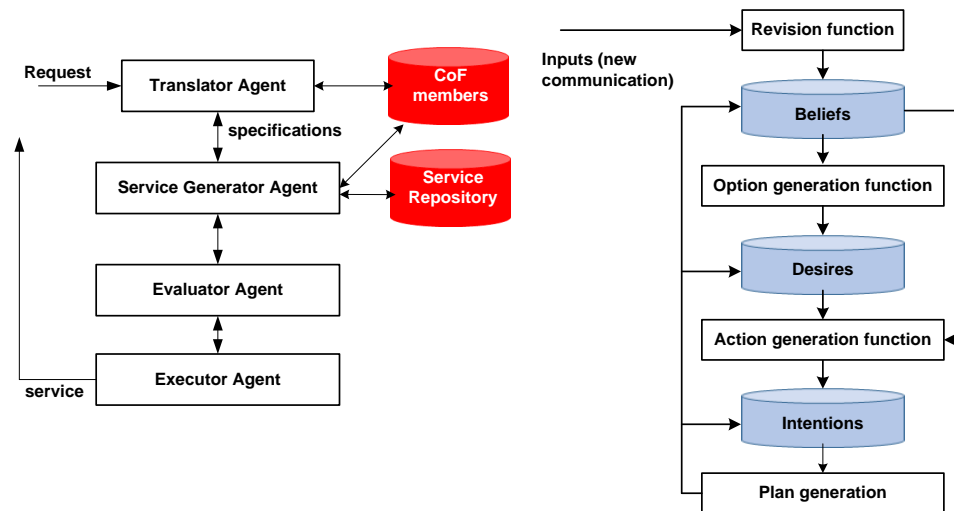 Request
Translator Agent
CoF
members
specifications
Service Generator Agent
Service
Repository
Evaluator Agent
Executor Agent
service
Revision function
Inputs (new
communication)
Beliefs
Option generation function
Desires
Action generation function
Intentions
Plan generation